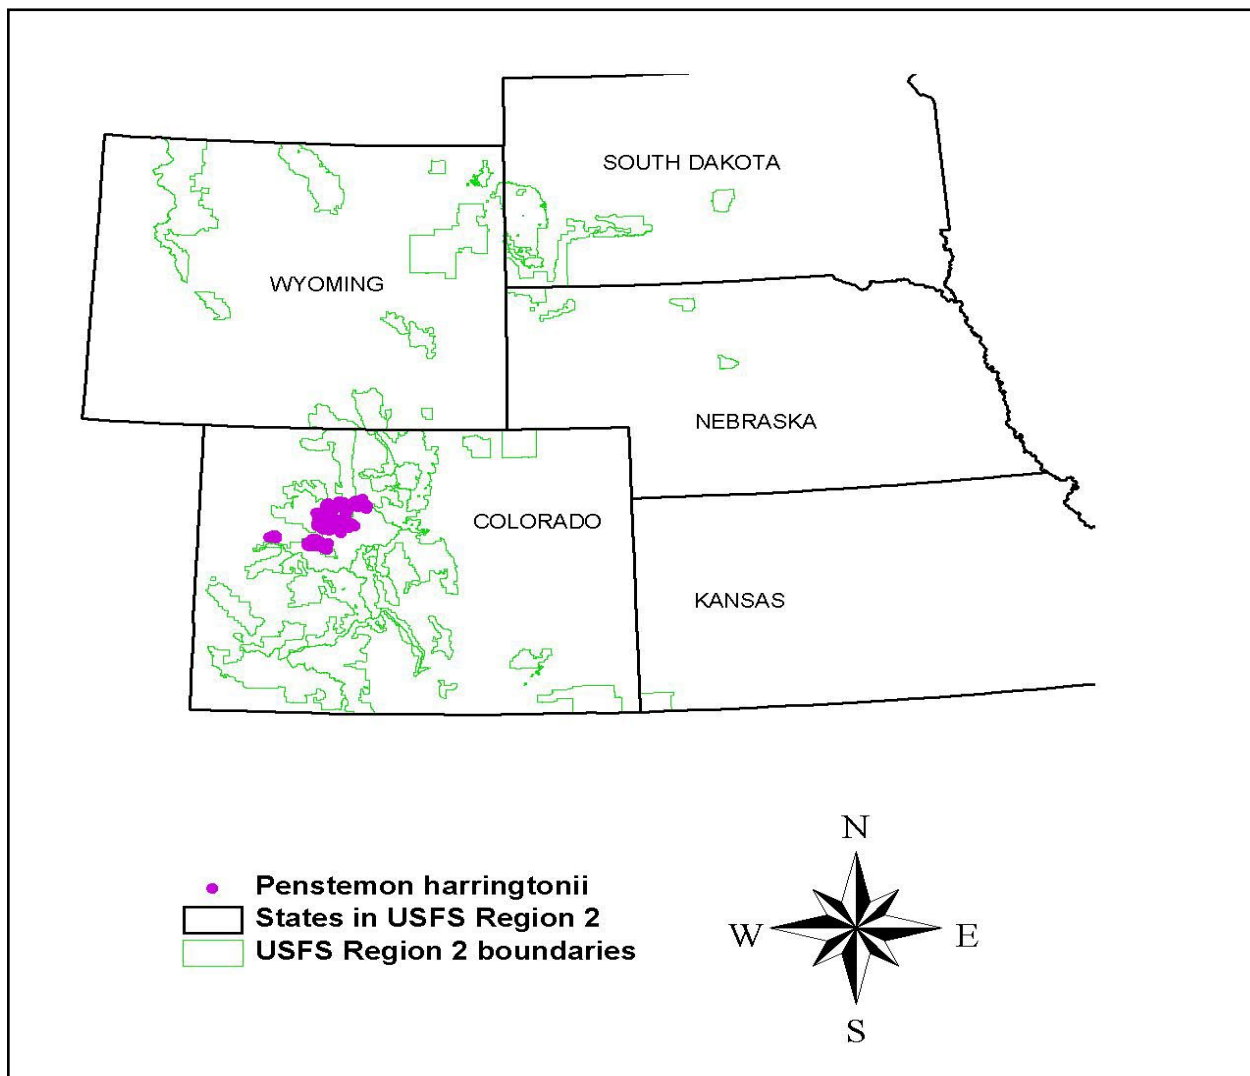 SOUTH DAKOTA
WYOMING
NEBRASKA
COLORADO
KANSAS
N
Penstemon harringtonii
States in USFS Region 2
W
E
USFS Region 2 boundaries
S